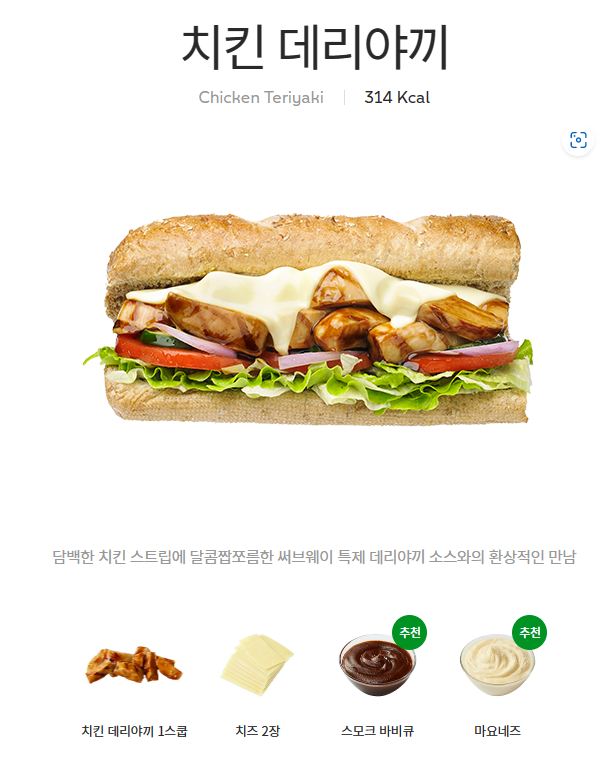 치킨 데리야끼
Chicken Teriyaki
314 Kcal
담백한 치킨 스트립에 달콤짭쪼름한 써브웨이 특제 데리야끼 소스와의 환상적인 만남
추천
추천
치킨 데리야끼 1스쿱
치즈 2장
스모크 바비큐
마요네즈